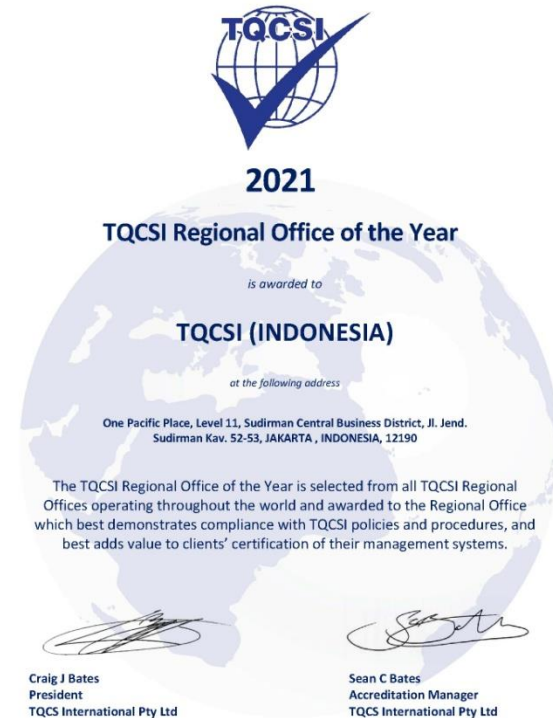 TQCSI
2021
TQCSI Regional Office of the Year
is awarded to
TQCSI (INDONESIA)
at the following address
One Pacific Place, Level 11, Sudirman Central Business District, Jl. Jend.
Sudirman Kav. 52-53, JAKARTA , INDONESIA, 12190
The TQCSI Regional Office of the Year is selected from all TQCSI Regional
Offices operating throughout the world and awarded to the Regional Office
which best demonstrates compliance with TQCSI policies and procedures, and
best adds value to clients’ certification of their management systems.
Craig J Bates
President
TQCS International Pty Ltd
Sean C Bates
Accreditation Manager
TQCS International Pty Ltd